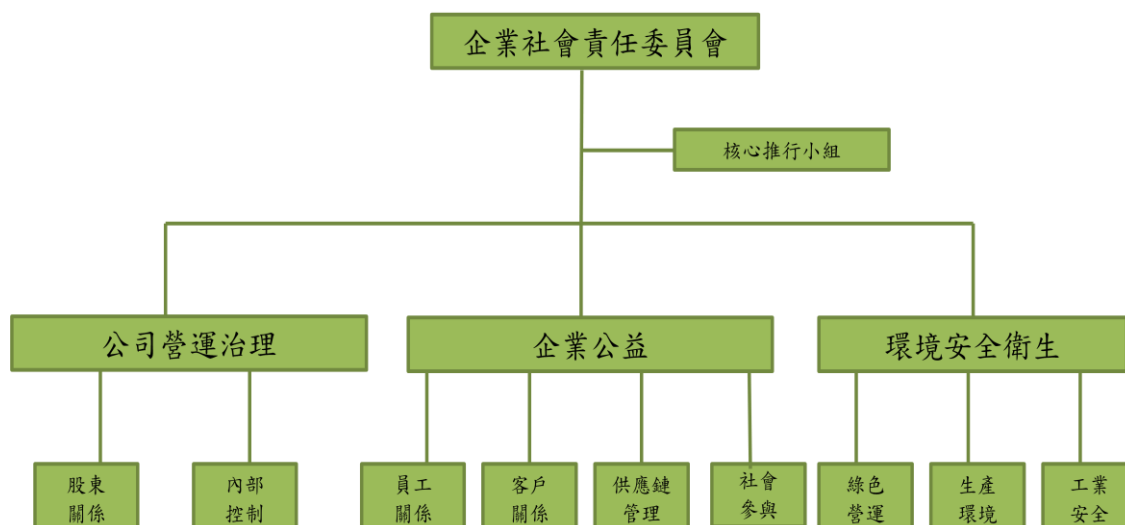 企業社會責任委員會
核心推行小組
公司營運治理
企業公益
環境安全衛生
股東
關係
內部
控制
員工
關係
客戶
關係
供應鏈
管理
社會
參與
綠色
營運
生產
環境
工業
安全